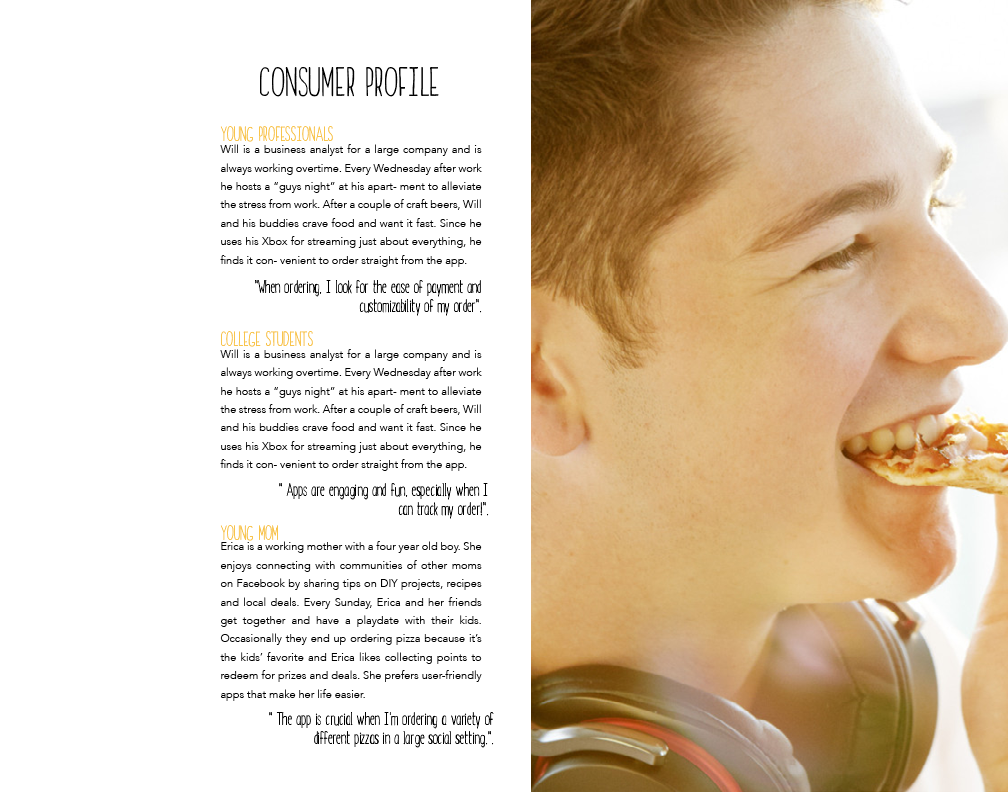 CONSUMER PROFILE
YOUNG PROFESSIONALS
Will is a business analyst for a large company and is
always working overtime. Every Wednesday after work
he hosts a “guys night” at his apart- ment to alleviate
the stress from work. After a couple of craft beers, Will
and his buddies crave food and want it fast. Since he
uses his Xbox for streaming just about everything, he
finds it con- venient to order straight from the app.
"When ordering, I look for the ease of payment and
customizability of my order".
COLLEGE STUDENTS
Will is a business analyst for a large company and is
always working overtime. Every Wednesday after work
he hosts a “guys night” at his apart- ment to alleviate
the stress from work. After a couple of craft beers, Will
and his buddies crave food and want it fast. Since he
uses his Xbox for streaming just about everything, he
finds it con- venient to order straight from the app.
" Apps are engaging and fun, especially when I
can track my order!".
YOUNG MOM
Erica is a working mother with a four year old boy. She
enjoys connecting with communities of other moms
on Facebook by sharing tips on DIY projects, recipes
and local deals. Every Sunday, Erica and her friends
get together and have a playdate with their kids.
Occasionally they end up ordering pizza because it’s
the kids’ favorite and Erica likes collecting points to
redeem for prizes and deals. She prefers user-friendly
apps that make her life easier.
" The app is crucial when I'm ordering a variety of
different pizzas in a large social setting,".